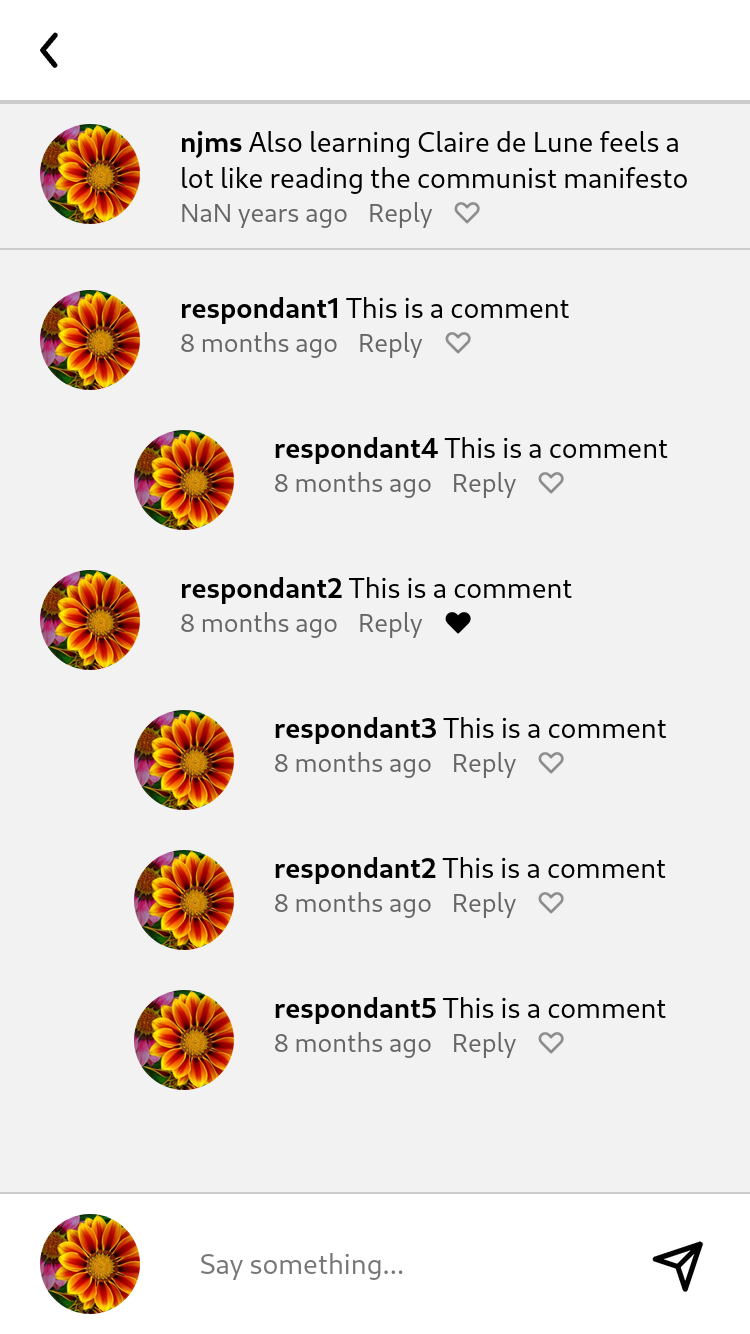 njms Also learning Claire de Lune feels a
lot like reading the communist manifesto
NaN years ago Reply
respondant1 This is a comment
8 months ago Reply
respondant4 This is a comment
8 months ago Reply
respondant2 This is a comment
8 months ago Reply
respondant3 This is a comment
8 months ago Reply
respondant2 This is a comment
8 months ago Reply
respondant5 This is a comment
8 months ago Reply
Say something...